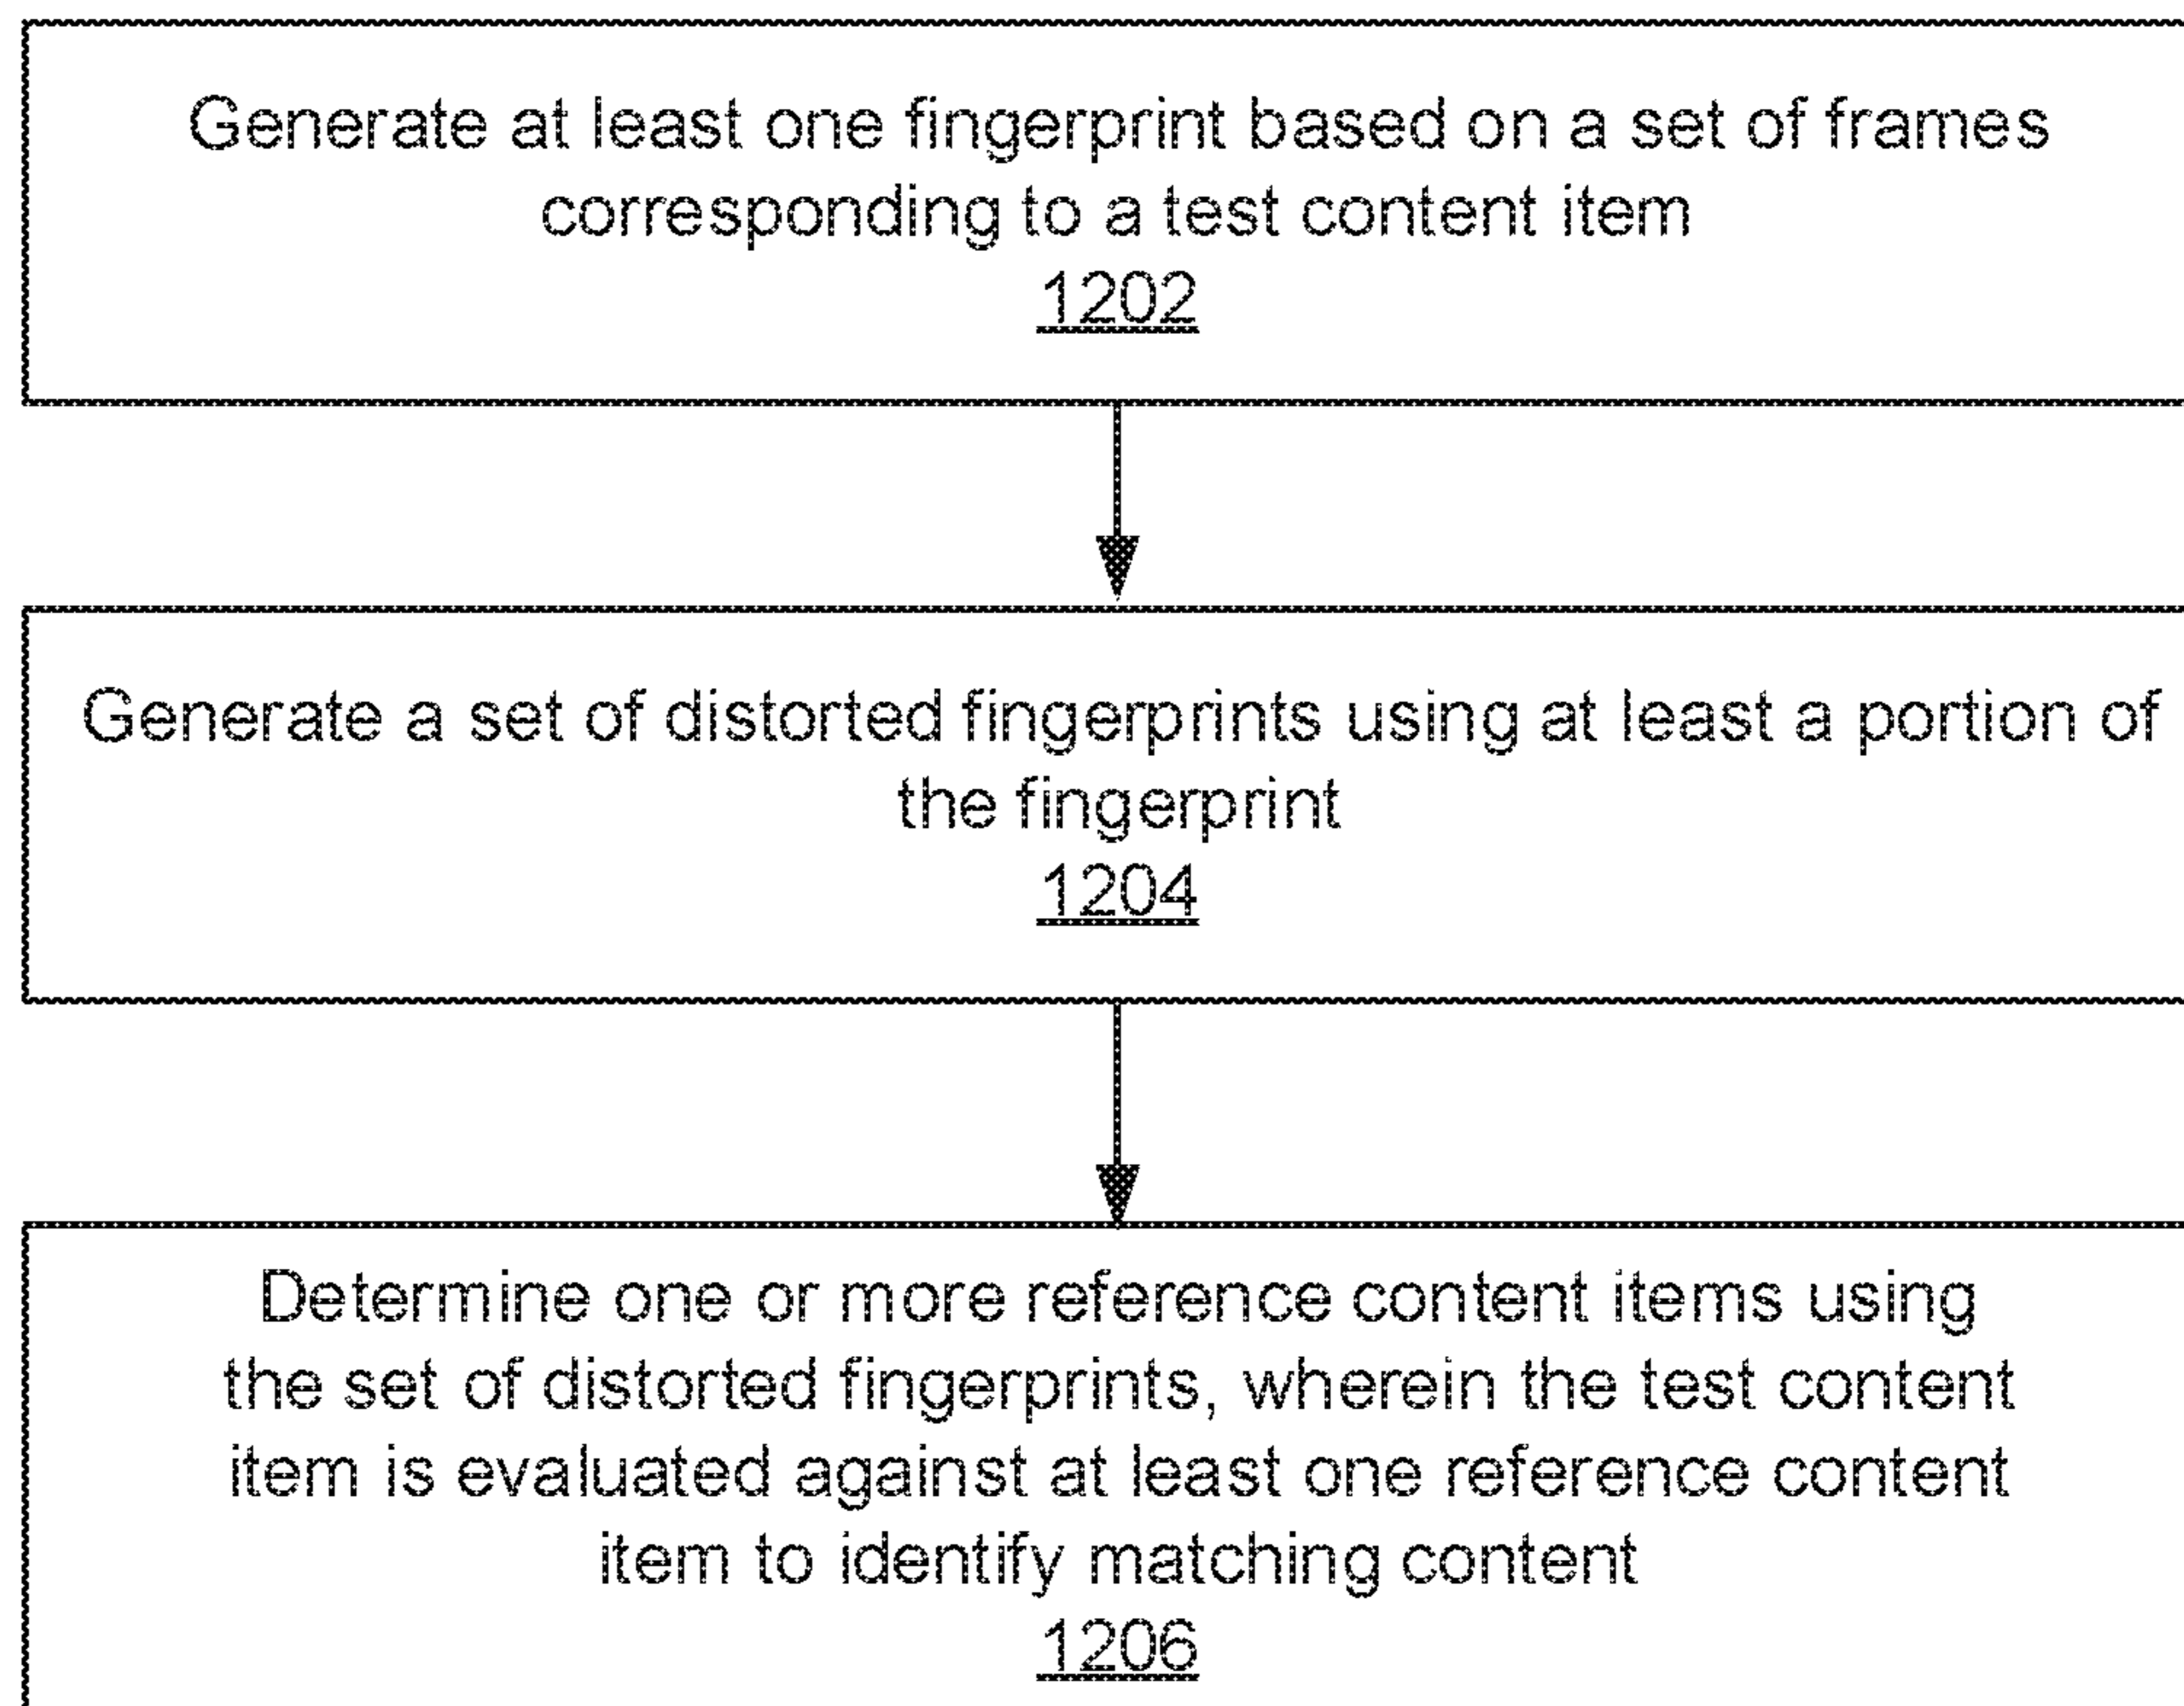 Generate at least one fingerprint based on a set of frames
corresponding to a test content item
1202
Generate a set of distorted fingerprints using at least a portion of
the fingerprint
1204
Determine one or more reference content items using
the set of distorted fingerprints, wherein the test content
item is evaluated against at least one reference content
item to identify matching content
1206